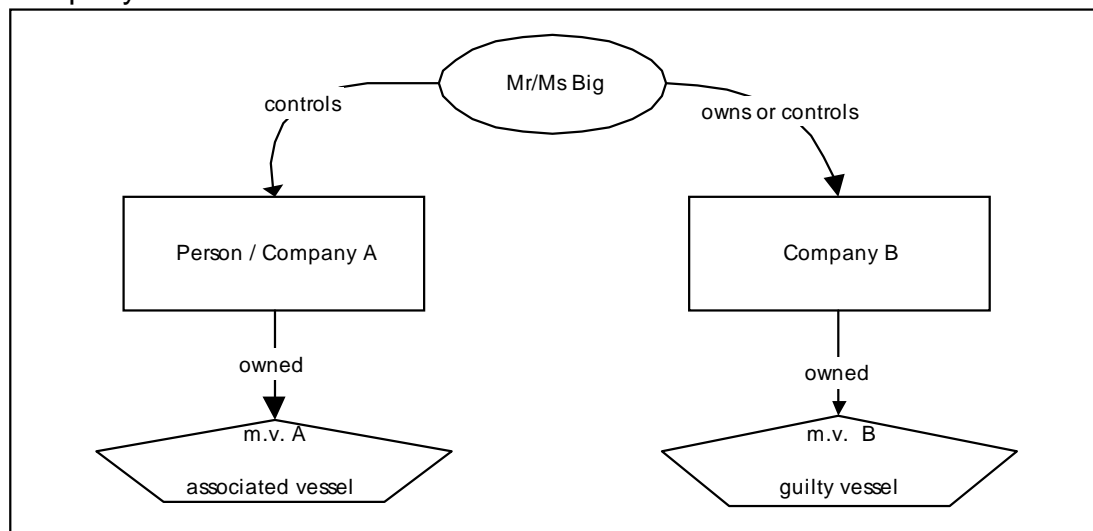 Mr/Ms Big
controls
owns or controls
Person / Company A
Company B
owned
owned
m.v. A
m.v. B
associated vessel
guilty vessel